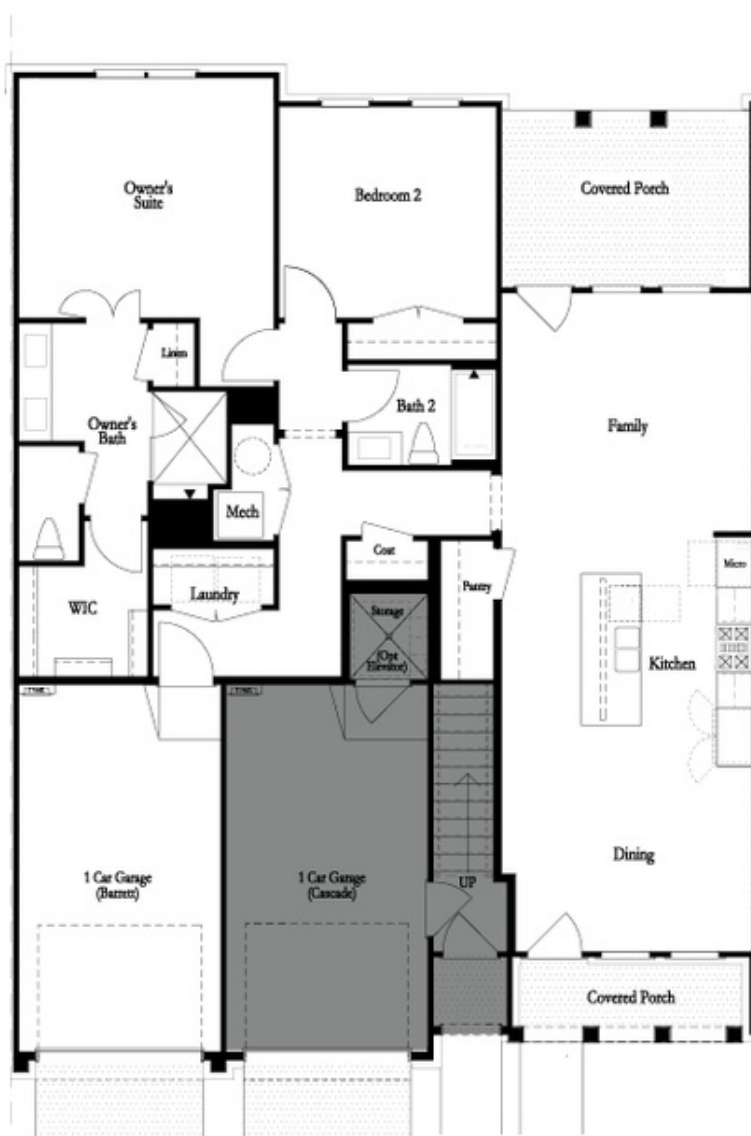 Owner's
Suite
Bedroom 2
Covered Porch
Linen
Owner's
Bath
Bath 2
Family
Mech
Coat
Micro
Pantry
Laundry
WIC
Storage
(Opt
Elevator)
Kitchen
1 Car Garage
(Barrett)
1 Car Garage
(Cascade)
UP
Dining
Covered Porch